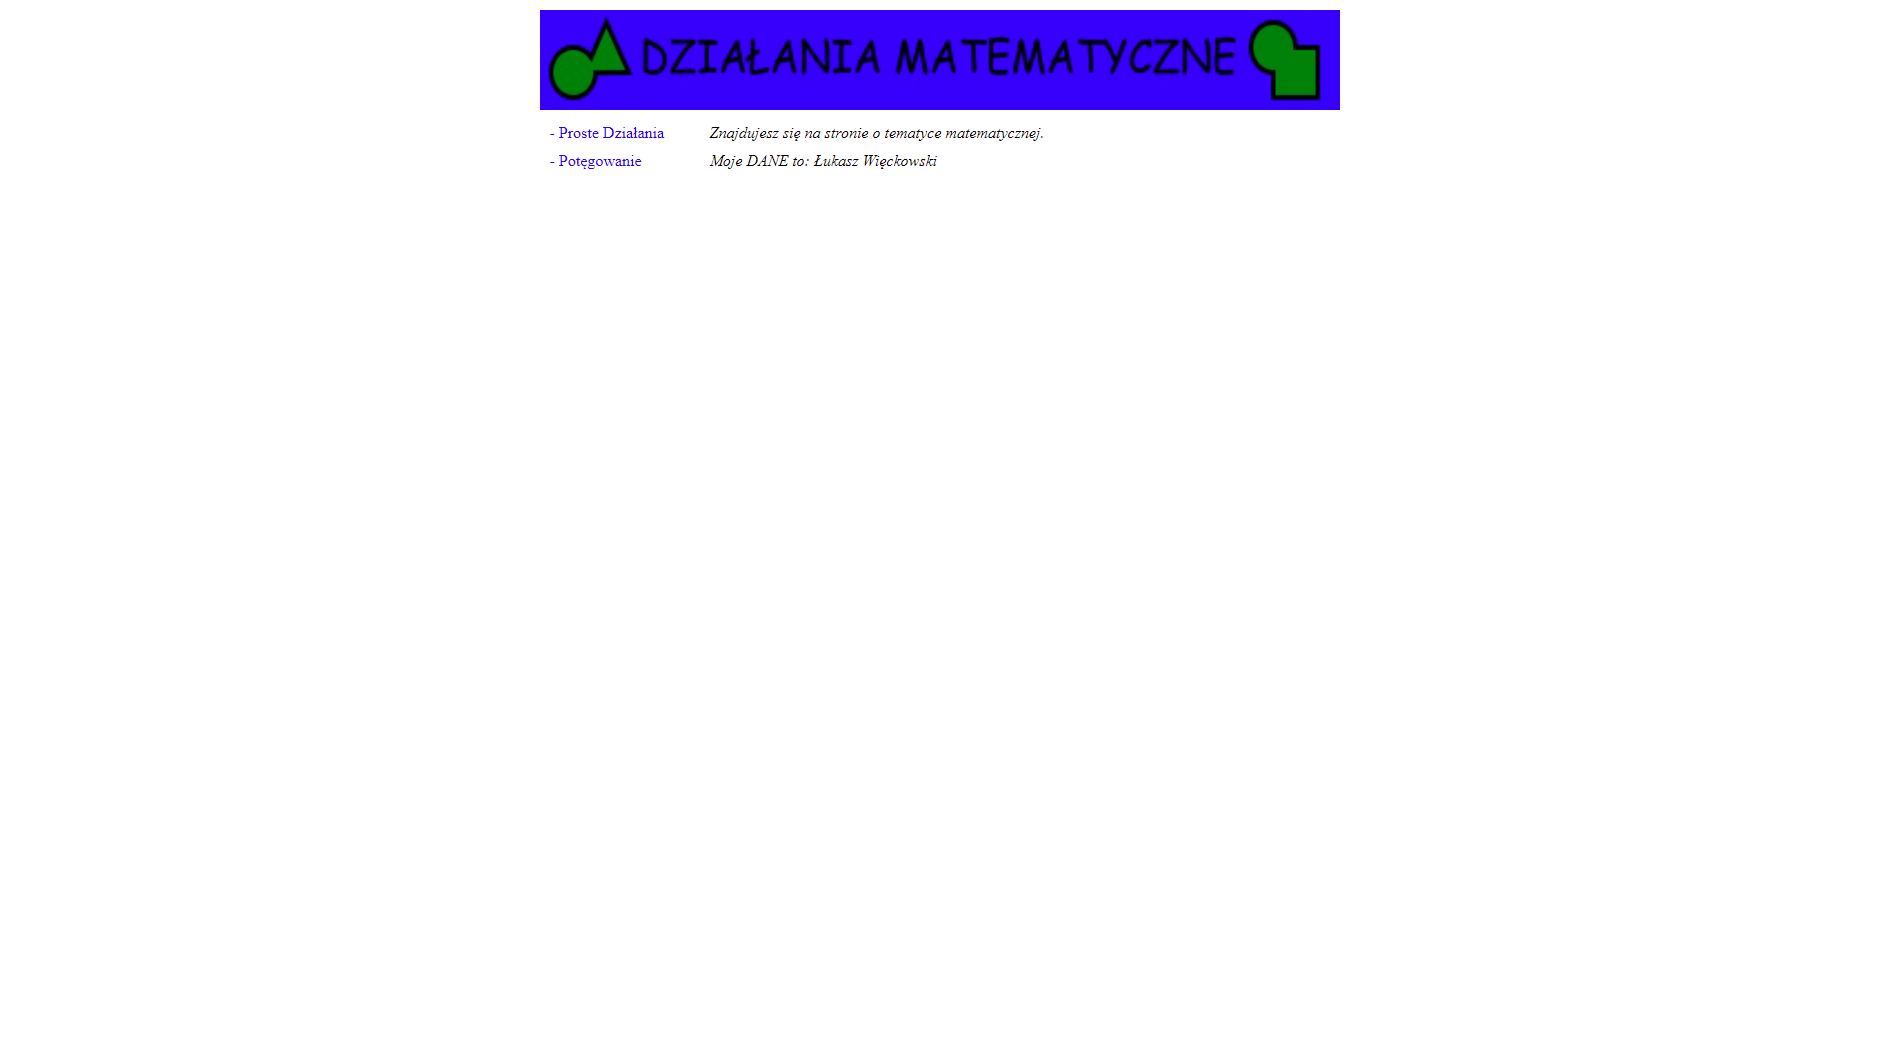 DZIAŁANIA MATEMATYCZNE
- Proste Działania
- Potęgowanie
Znajdujesz się na stronie o tematyce matematycznej.
Moje DANE to: Łukasz Więckowski